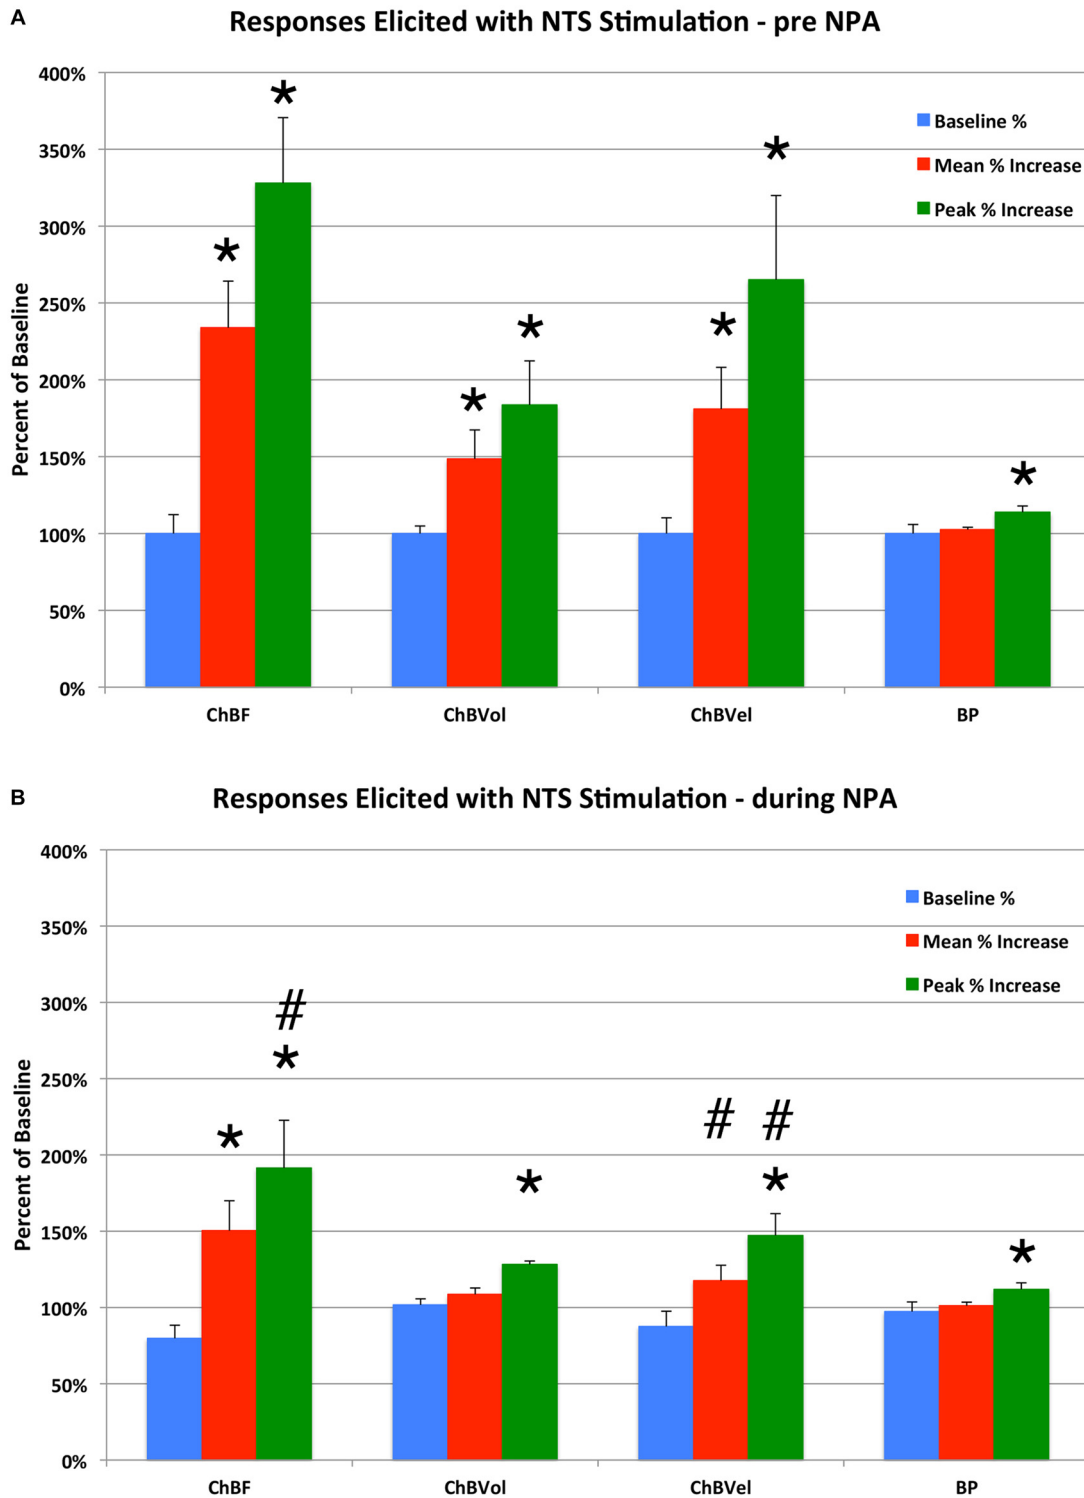 A
Responses Elicited with NTS Stimulation - pre NPA
400%
350%
300%
250%
200%
150%
100%
50%
0%
Percent of Baseline
* * * * * * *
Baseline %
Mean % Increase
Peak % Increase
ChBF ChBVol ChBVel BP
B
Responses Elicited with NTS Stimulation - during NPA
400%
350%
300%
250%
200%
150%
100%
50%
0%
Percent of Baseline
# # #
* * * * *
Baseline %
Mean % Increase
Peak % Increase
ChBF ChBVol ChBVel BP